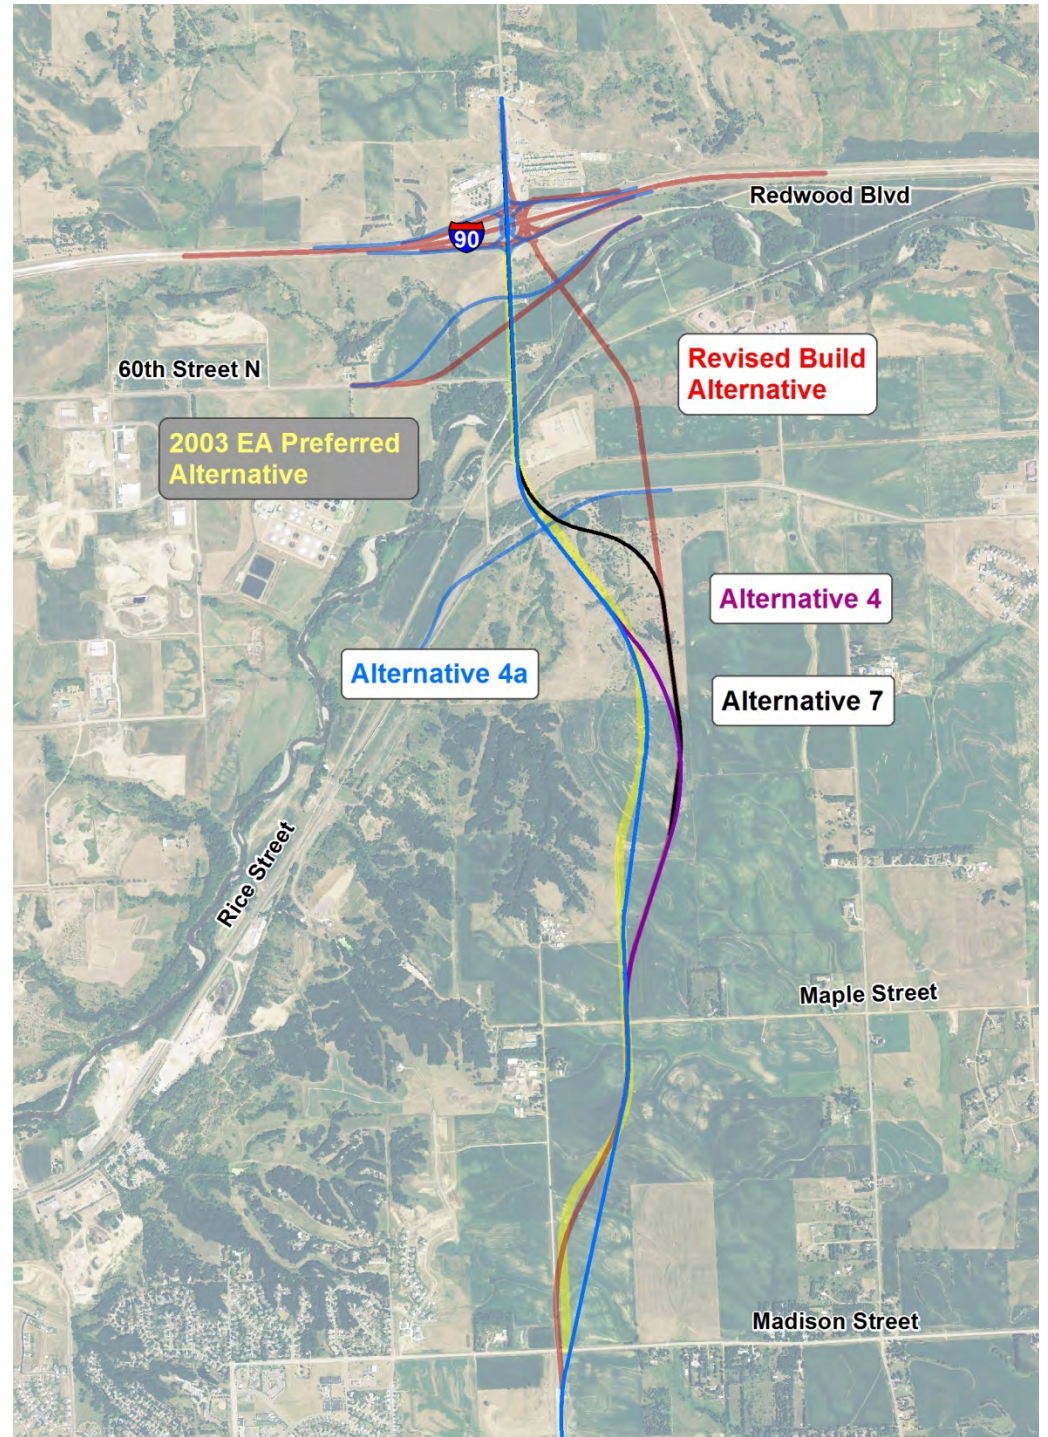 Redwood Blvd
90
60th Street N
Revised Build
Alternative
2003 EA Preferred
Alternative
Alternative 4
Alternative 4a
Alternative 7
Rice Street
Maple Street
Madison Street